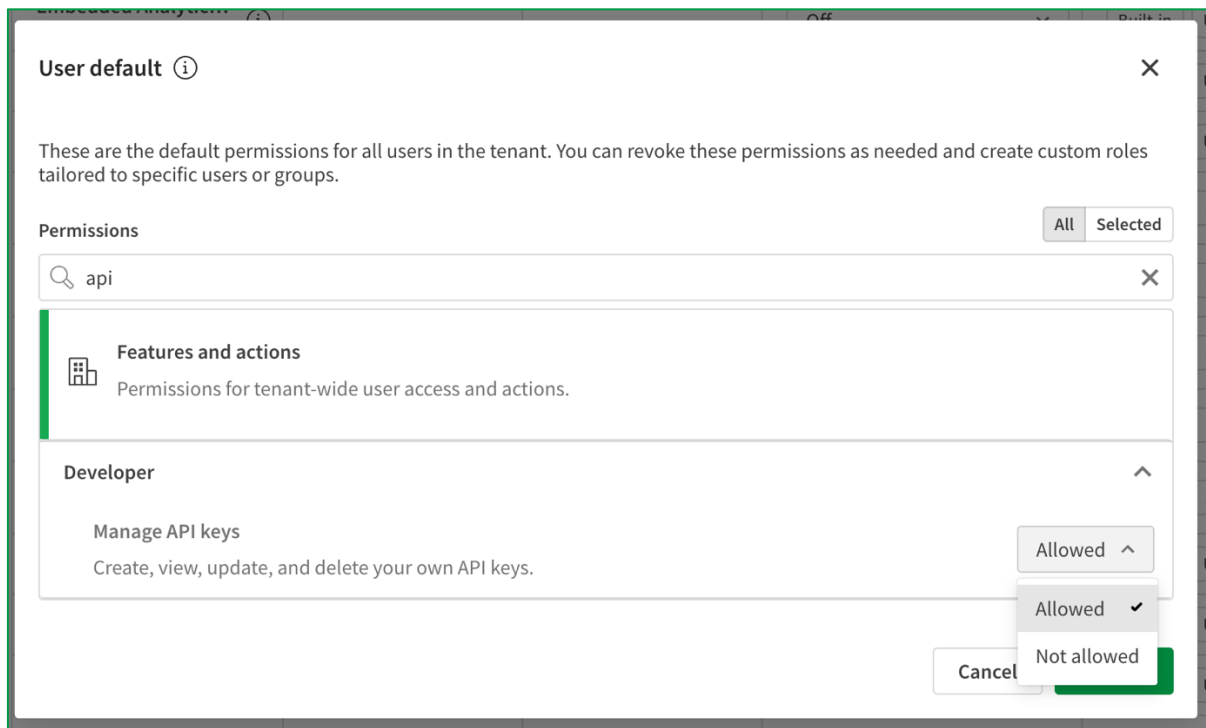 Off
Built in
User default
These are the default permissions for all users in the tenant. You can revoke these permissions as needed and create custom roles
tailored to specific users or groups.
All
Selected
Permissions
api
Features and actions
Permissions for tenant-wide user access and actions.
Developer
Manage API keys
Create, view, update, and delete your own API keys.
Allowed
Allowed
Not allowed
Cancel